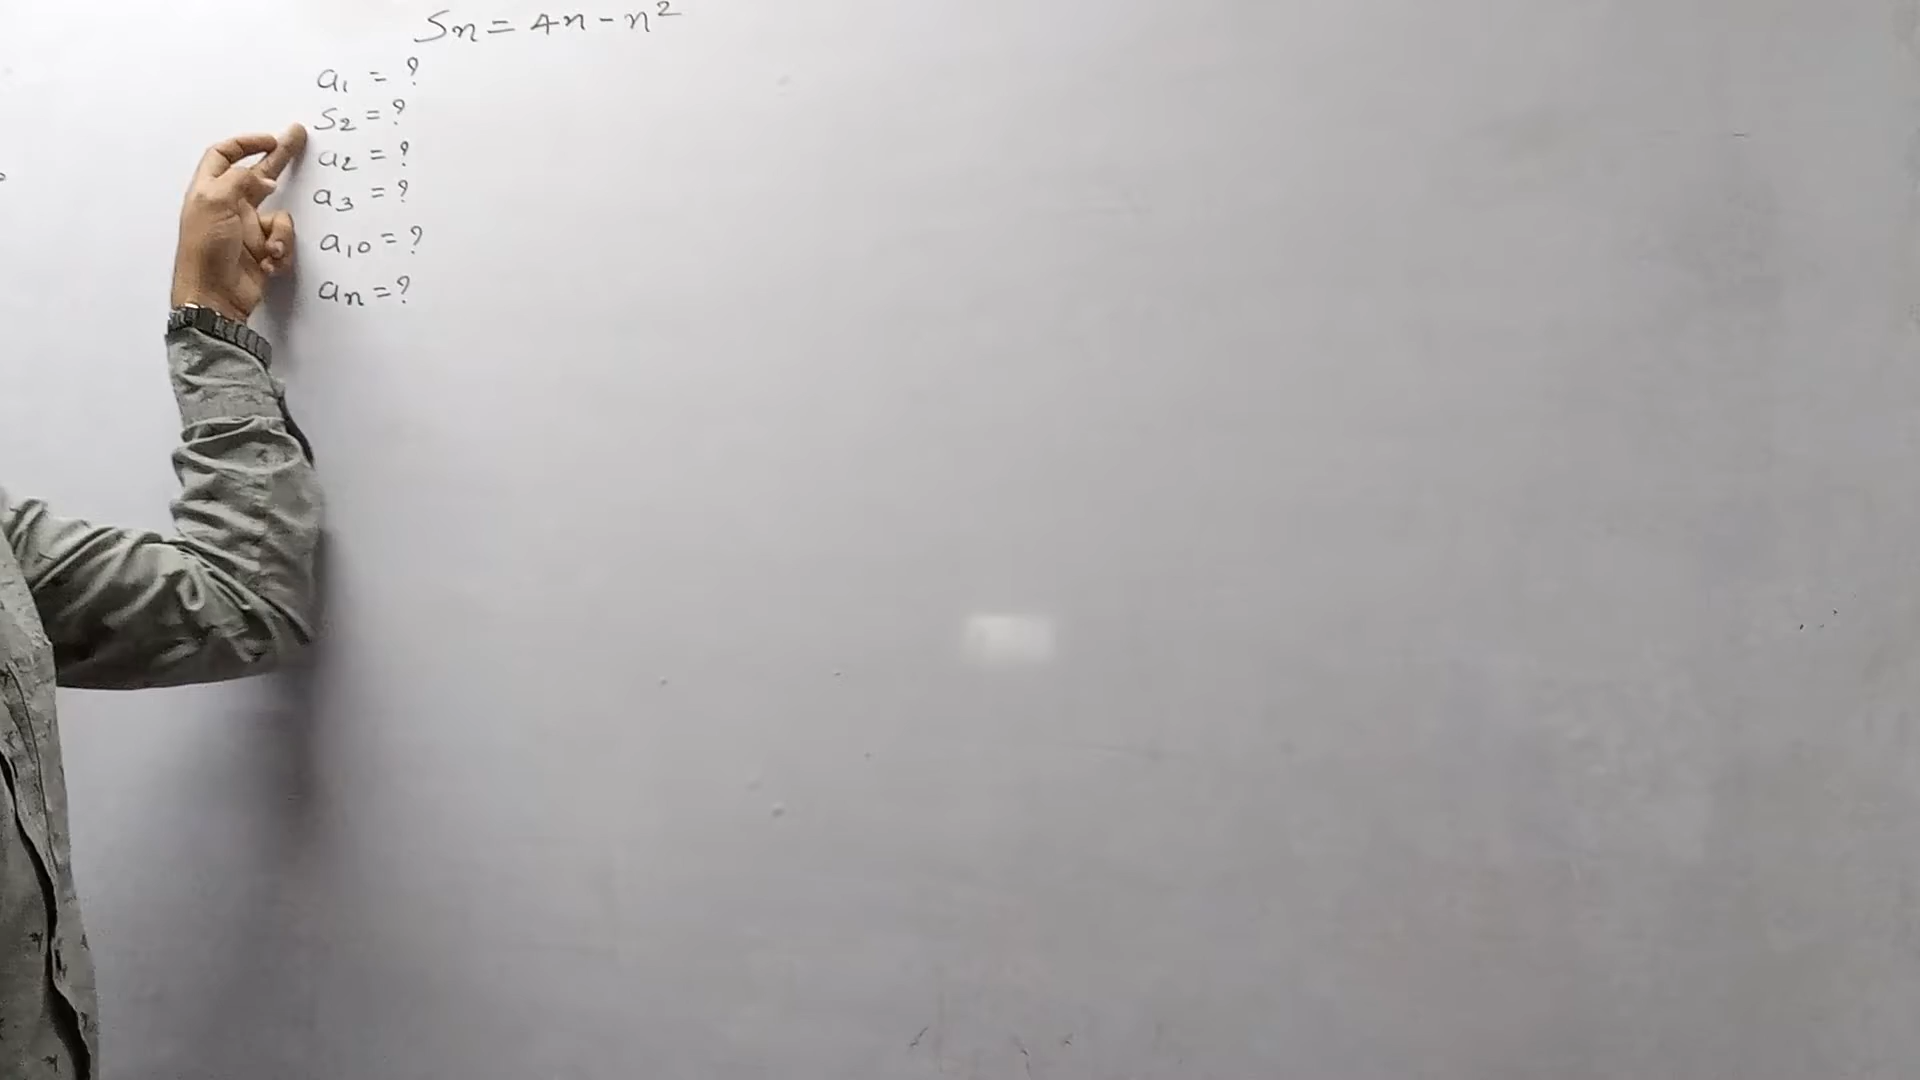 Sn = 4n - n²
a₁ = ?
S₂ = ?
a₂ = ?
a₃ = ?
a₁₀ = ?
aₙ = ?